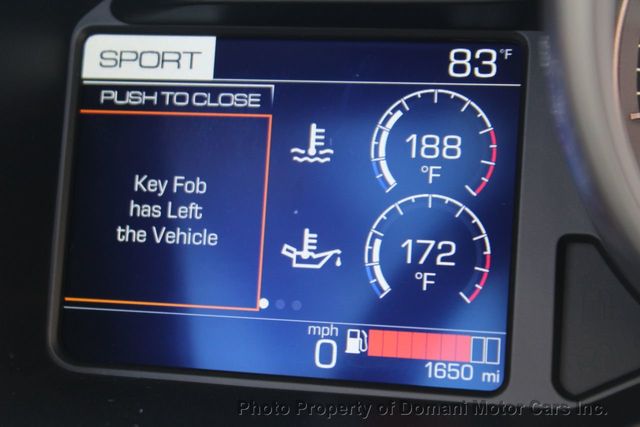 SPORT
83°F
PUSH TO CLOSE
188
°F
Key Fob
has Left
the Vehicle
172
°F
mph
0
1650 mi
Photo Property of Domani Motor Cars Inc.